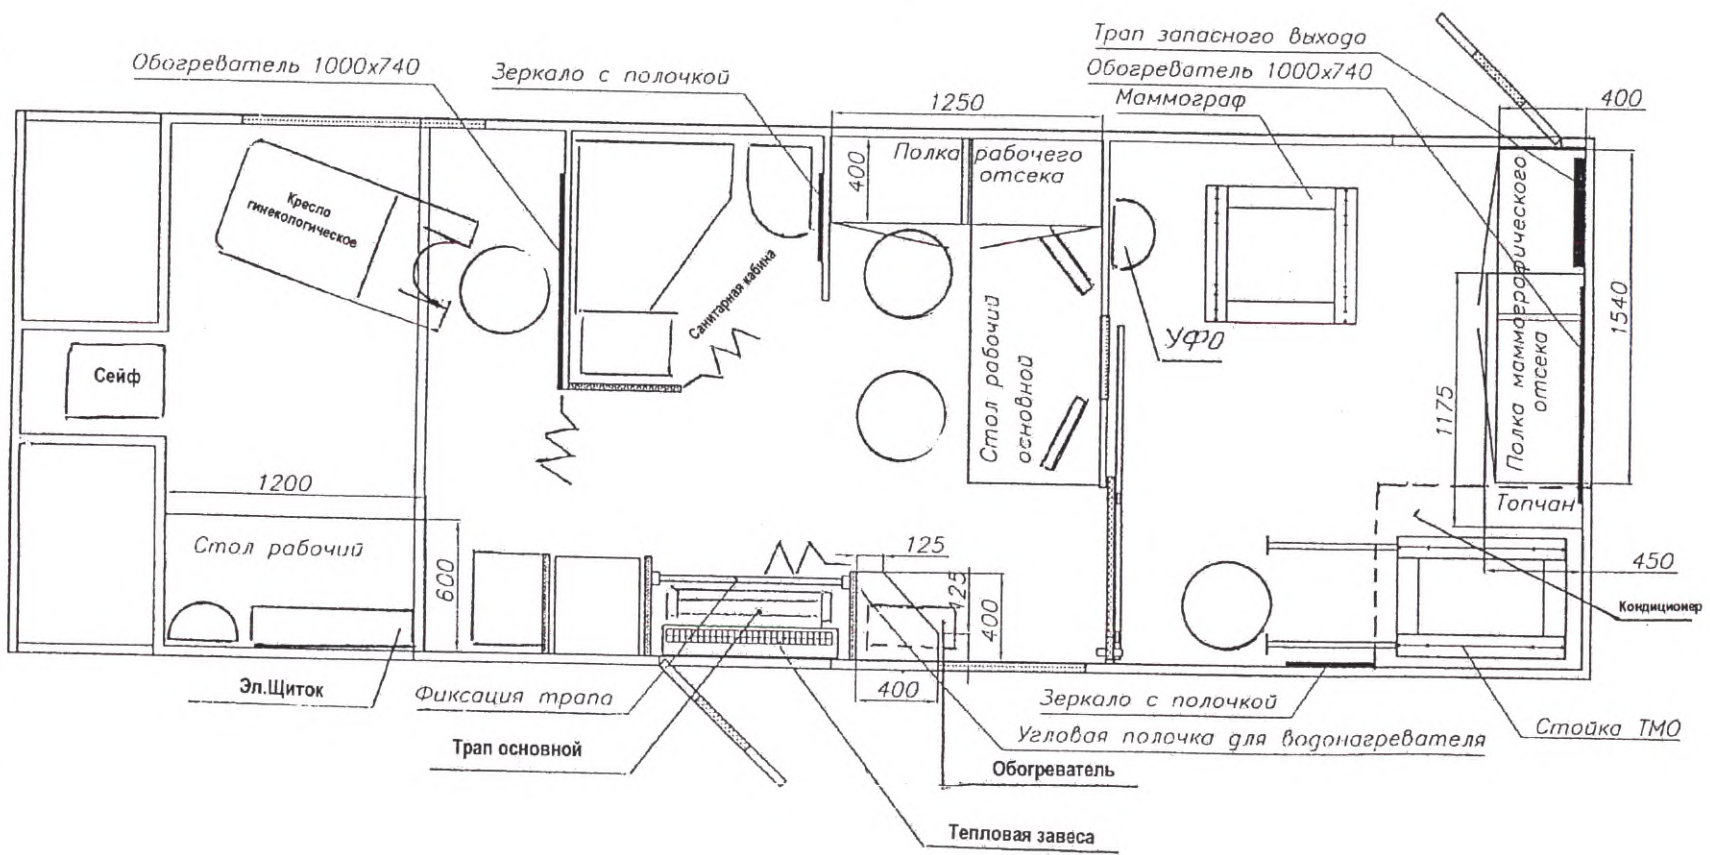 Обогреватель 1000х740
Зеркало с полочкой
Трап запасного выхода
Обогреватель 1000х740
Маммограф
1250
400
400
Полка рабочего
отсека
Кресло
гинекологическое
Санитарная кабина
Стол рабочий
основной
УФО
Полка маммографического
отсека
1540
1175
Сейф
1200
Стол рабочий
600
125
125
400
400
Топчан
450
Кондиционер
Эл.Щиток
Фиксация трапа
Трап основной
Зеркало с полочкой
Угловая полочка для водонагревателя
Стойка ТМО
Обогреватель
Тепловая завеса